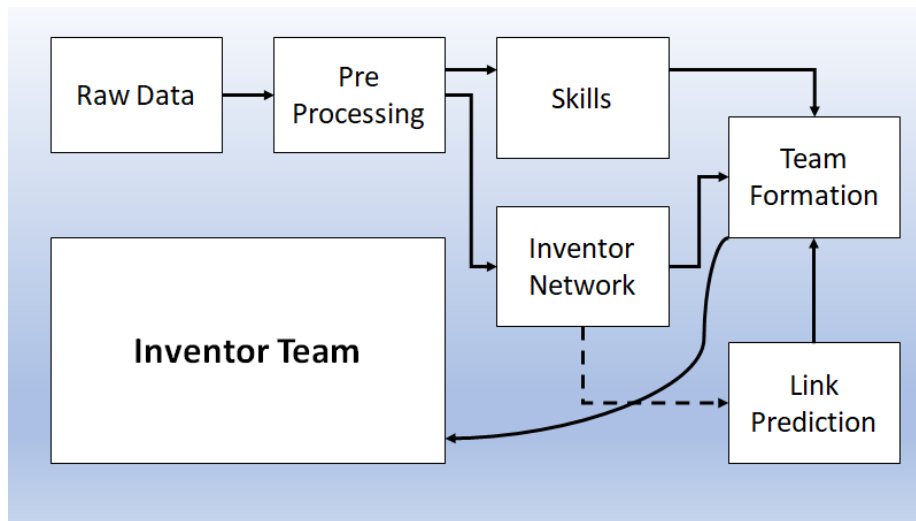 Raw Data
Pre
Processing
Skills
Team
Formation
Inventor
Network
Inventor Team
Link
Prediction